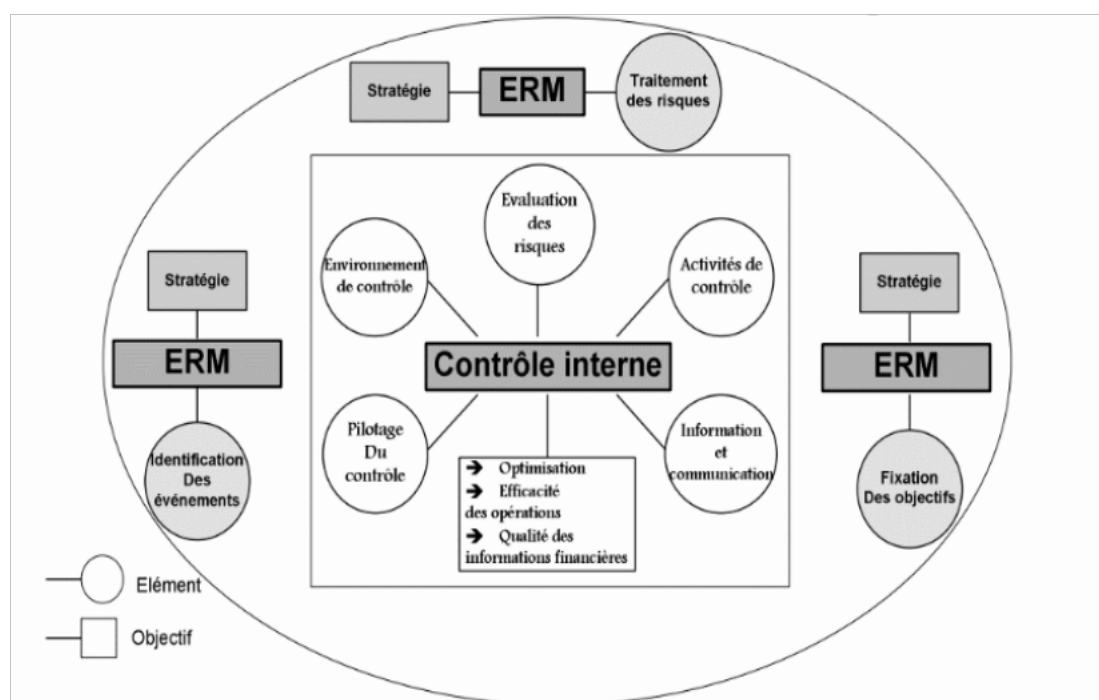 Stratégie
ERM
Traitement
des risques
Evaluation
des
risques
Environnement
de contrôle
Activités de
contrôle
Stratégie
ERM
Identification
Des
événements
Contrôle interne
Stratégie
ERM
Fixation
Des objectifs
Pilotage
Du
contrôle
➔ Optimisation
➔ Efficacité
des opérations
➔ Qualité des
informations financières
Information
et
communication
Elément
Objectif